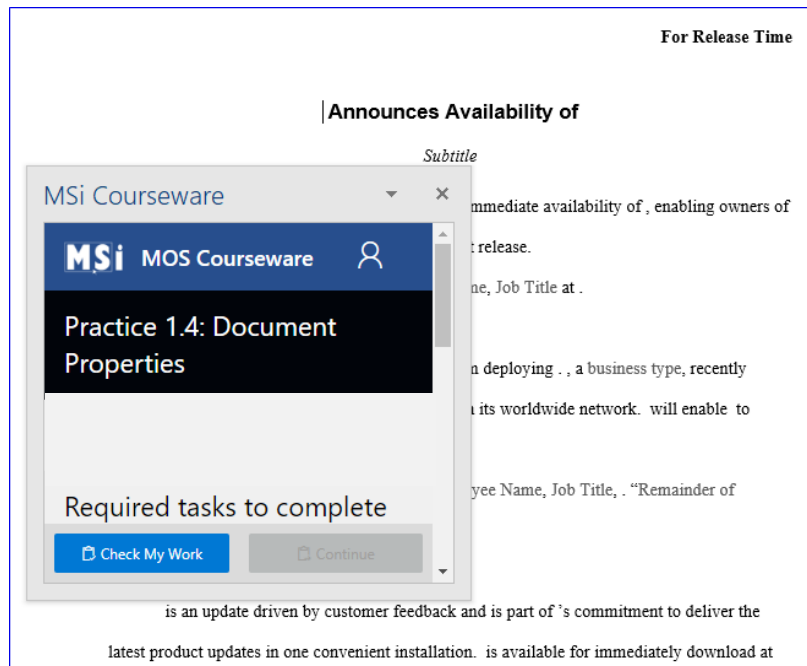 For Release Time
Announces Availability of
Subtitle
MSi Courseware
MSi MOS Courseware
Practice 1.4: Document
Properties
Required tasks to complete
Check My Work
Continue
immediate availability of , enabling owners of
release.
Job Title at .
deploying . , a business type, recently
its worldwide network. will enable to
Name, Job Title, . “Remainder of
is an update driven by customer feedback and is part of ’s commitment to deliver the
latest product updates in one convenient installation. is available for immediately download at